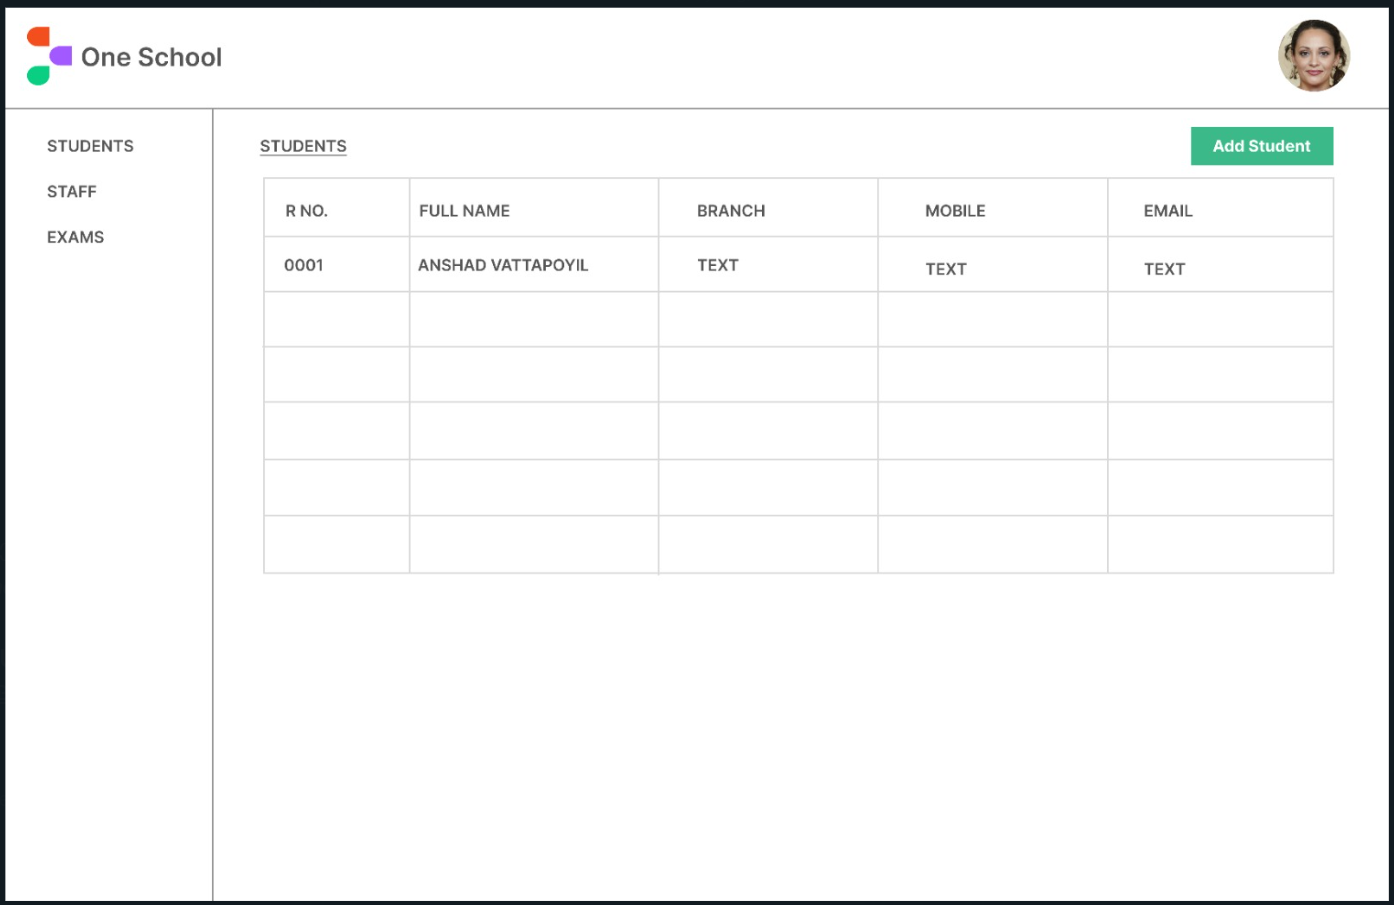 One School
STUDENTS
STAFF
EXAMS
STUDENTS
Add Student
R NO. FULL NAME BRANCH MOBILE EMAIL
0001 ANSHAD VATTAPOYIL TEXT TEXT TEXT